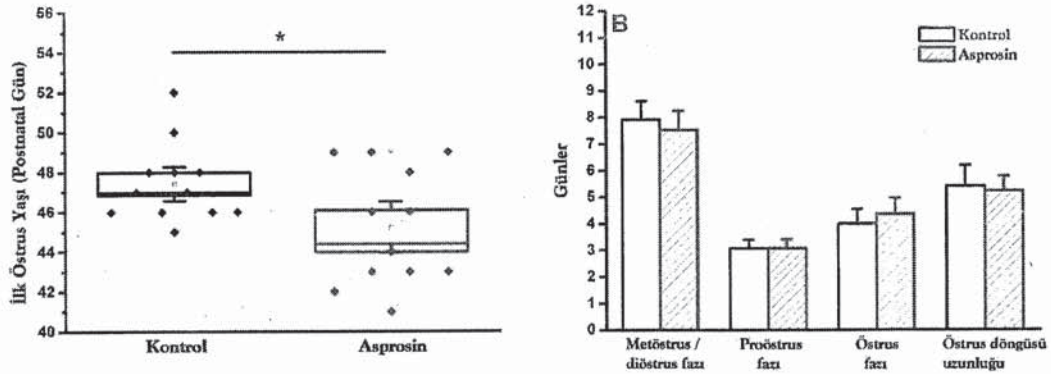 56
54
52
50
48
46
44
42
40
İlk Östrus Yaşı (Postnatal Gün)
*
Kontrol
Asprosin
B
12
11
10
9
8
7
6
5
4
3
2
1
0
Günler
Kontrol
Asprosin
Metöstrus /
diöstrus fazı
Proöstrus
fazı
Östrus
fazı
Östrus döngüsü
uzunluğu